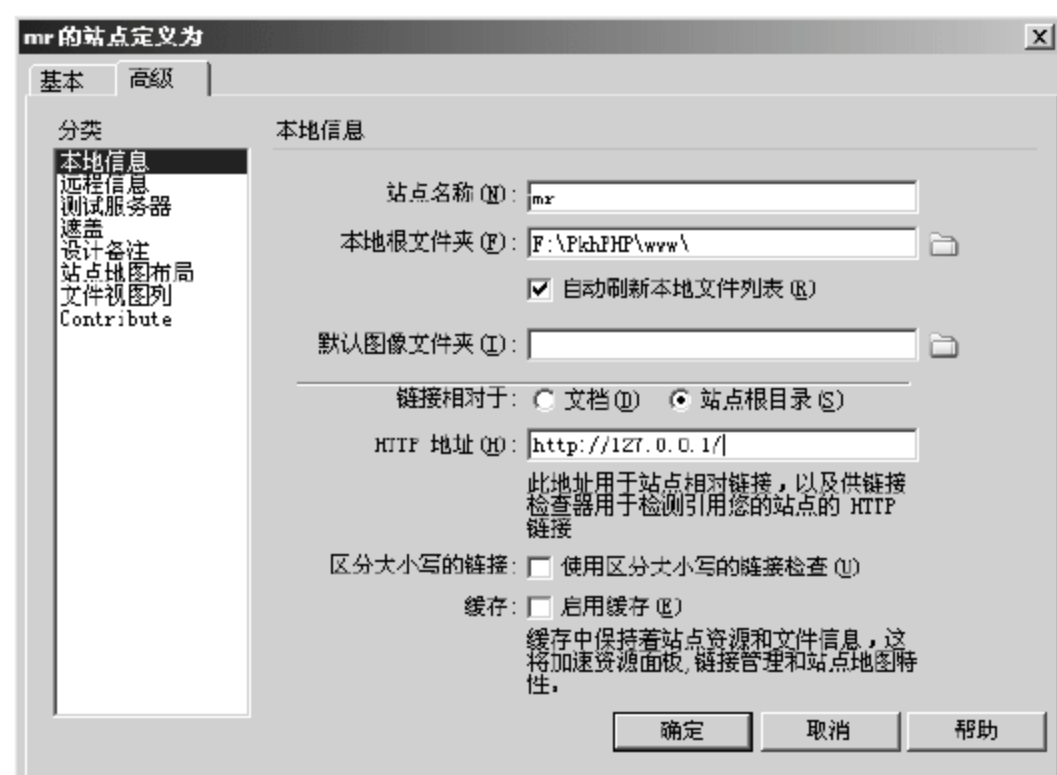 mr 的站点定义为
基本 高级
分类
本地信息
远程信息
测试服务器
遮盖
设计备注
站点地图布局
文件视图列
Contribute
本地信息
站点名称(N): mr
本地根文件夹(F): F:\PkhPHP\www\
自动刷新本地文件列表(R)
默认图像文件夹(I):
链接相对于: 文档(D) 站点根目录(S)
HTTP 地址(H): http://127.0.0.1/
此地址用于站点相对链接，以及供链接
检查器用于检测引用您的站点的 HTTP
链接
区分大小写的链接: 使用区分大小写的链接检查(U)
缓存: 启用缓存(E)
缓存中保持着站点资源和文件信息，这
将加速资源面板,链接管理和站点地图特
性。
确定 取消 帮助